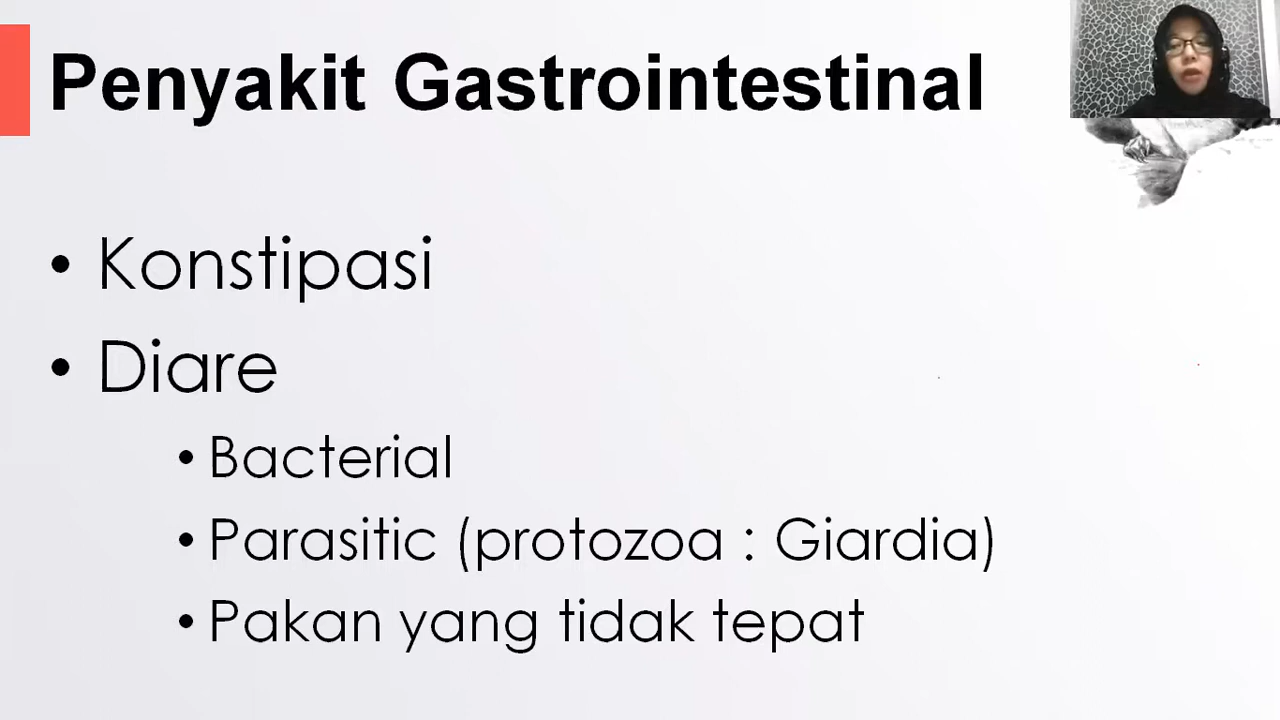 Penyakit Gastrointestinal
• Konstipasi
• Diare
• Bacterial
• Parasitic (protozoa : Giardia)
• Pakan yang tidak tepat